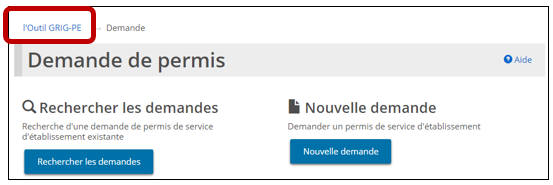 l'Outil GRIG-PE » Demande
Demande de permis
Aide
Rechercher les demandes
Recherche d'une demande de permis de service
d'établissement existante
Rechercher les demandes
Nouvelle demande
Demander un permis de service d'établissement
Nouvelle demande